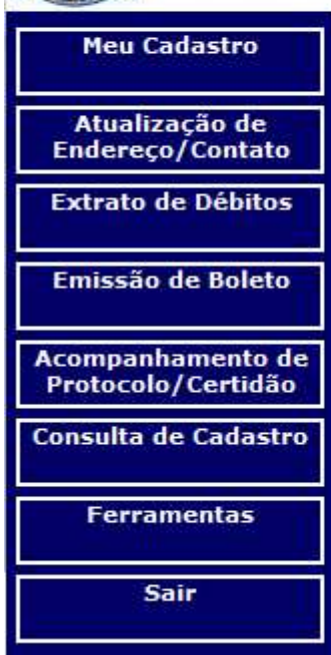 Meu Cadastro
Atualização de
Endereço/Contato
Extrato de Débitos
Emissão de Boleto
Acompanhamento de
Protocolo/Certidão
Consulta de Cadastro
Ferramentas
Sair